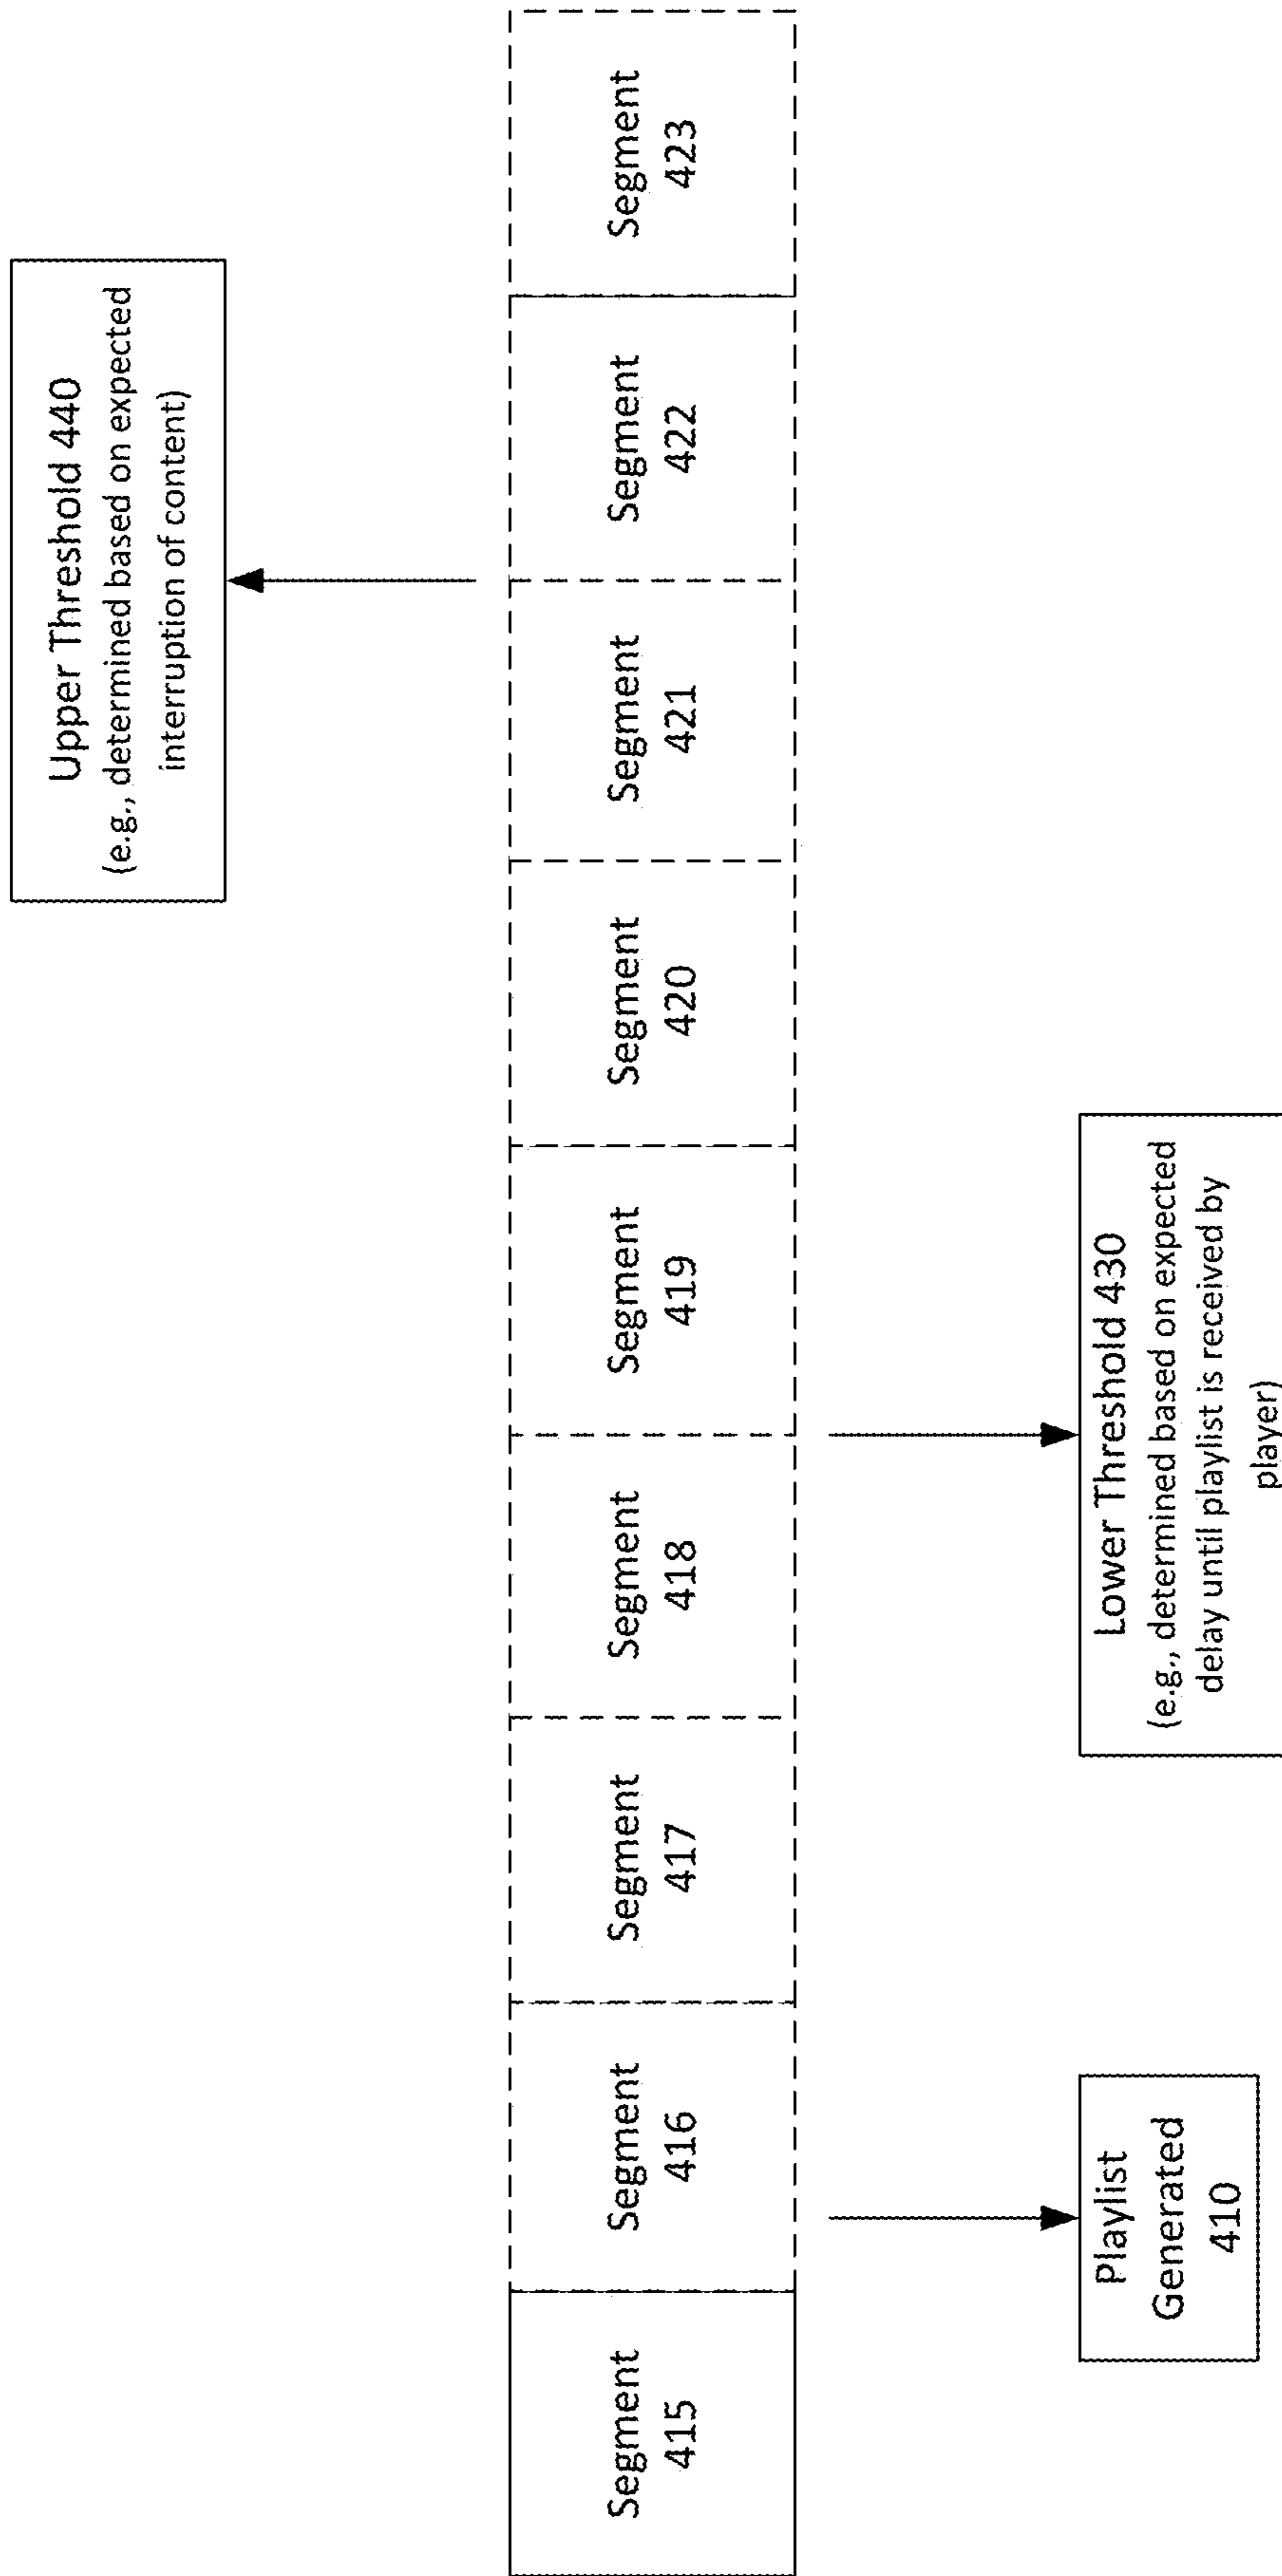 Upper Threshold 440
(e.g., determined based on expected
interruption of content)
Segment
415
Segment
416
Segment
417
Segment
418
Segment
419
Segment
420
Segment
421
Segment
422
Segment
423
Playlist
Generated
410
Lower Threshold 430
(e.g., determined based on expected
delay until playlist is received by
player)